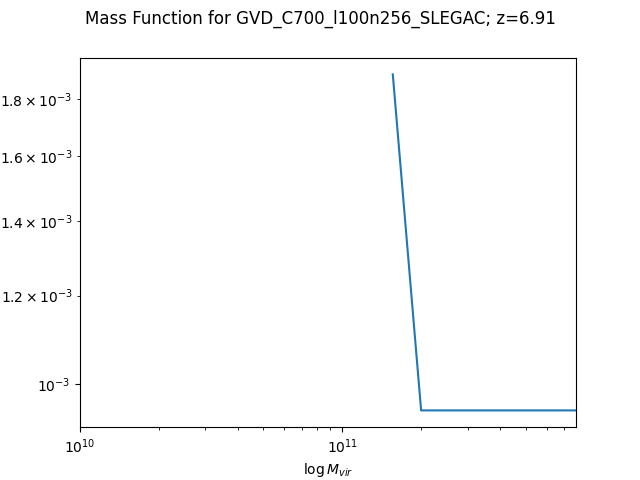 Mass Function for GVD_C700_l100n256_SLEGAC; z=6.91
1.8 × 10⁻³
1.6 × 10⁻³
1.4 × 10⁻³
1.2 × 10⁻³
10⁻³
10¹⁰
10¹¹
log M_vir